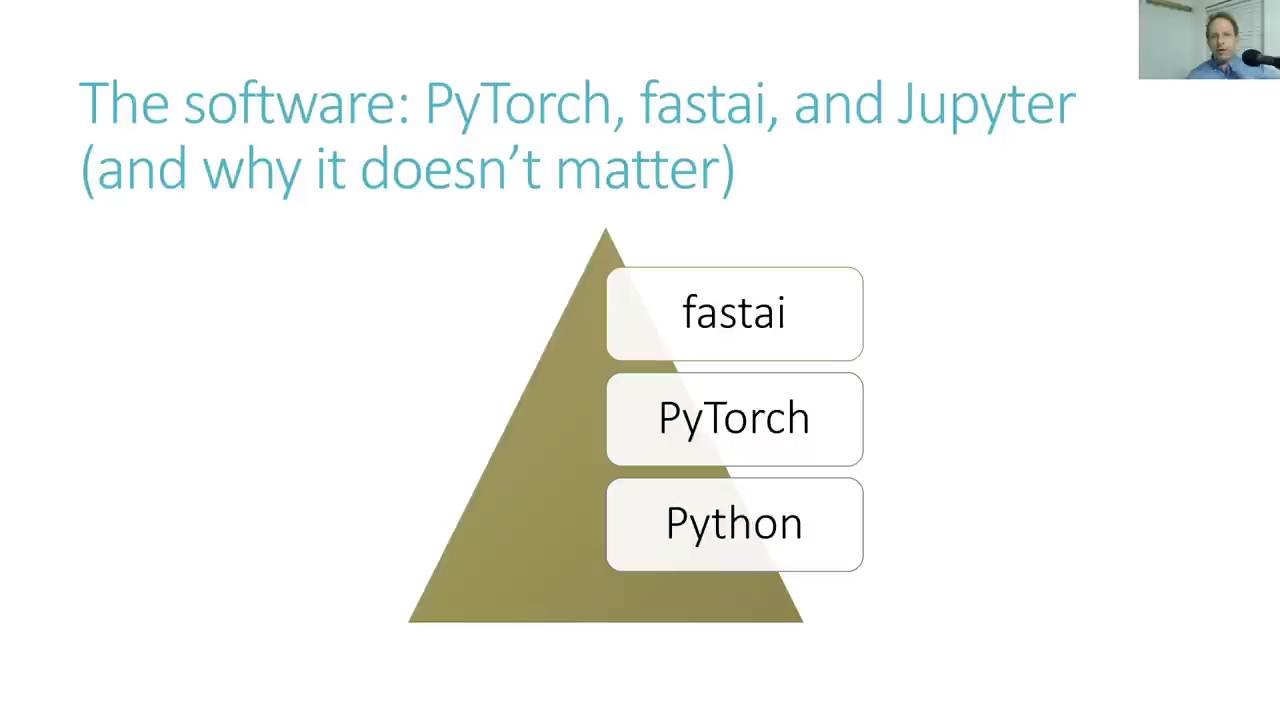 The software: PyTorch, fastai, and Jupyter
(and why it doesn’t matter)
fastai
PyTorch
Python